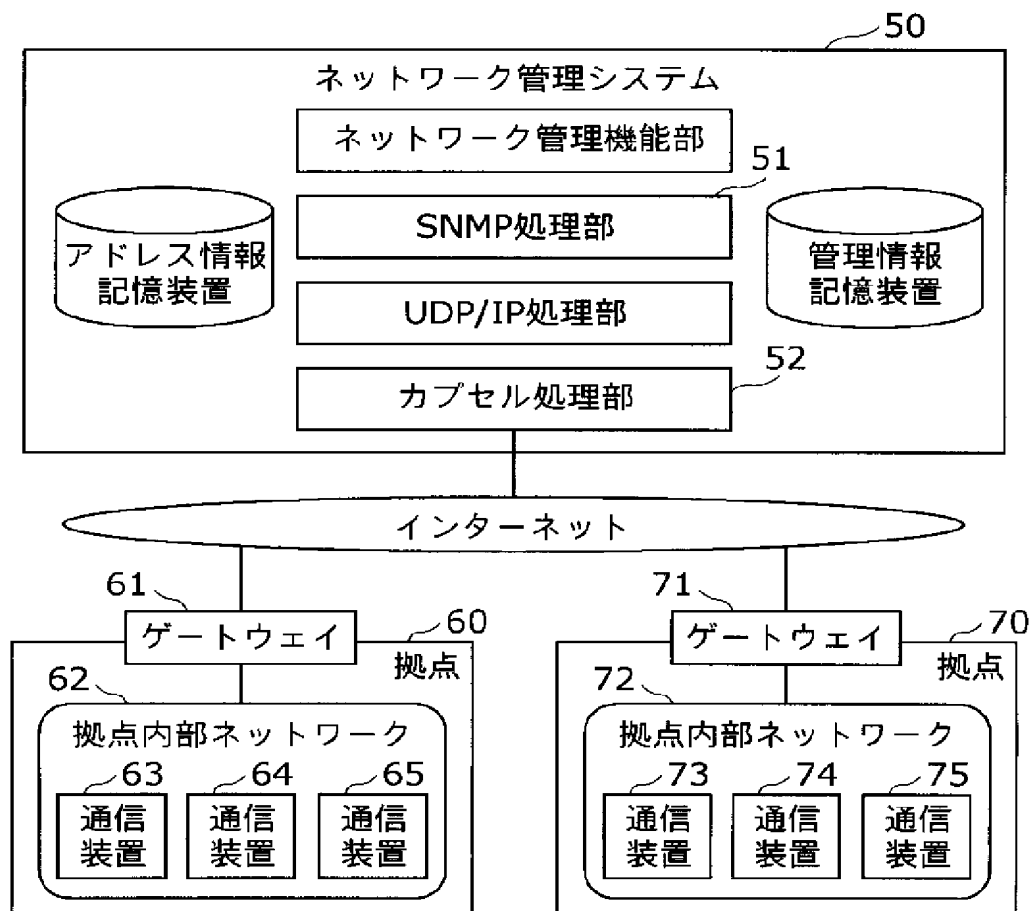 50
ネットワーク管理システム
ネットワーク管理機能部
51
SNMP処理部
アドレス情報
記憶装置
管理情報
記憶装置
UDP/IP処理部
52
カプセル処理部
インターネット
61
ゲートウェイ
60
拠点
62
拠点内部ネットワーク
63
通信
装置
64
通信
装置
65
通信
装置
71
ゲートウェイ
70
拠点
72
拠点内部ネットワーク
73
通信
装置
74
通信
装置
75
通信
装置